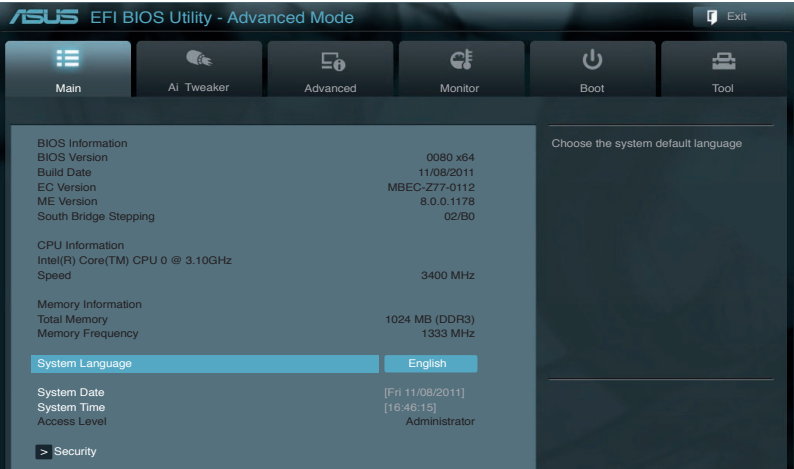 ASUS EFI BIOS Utility - Advanced Mode Exit
Main Ai Tweaker Advanced Monitor Boot Tool
BIOS Information
BIOS Version 0080 x64
Build Date 11/08/2011
EC Version MBEC-Z77-0112
ME Version 8.0.0.1178
South Bridge Stepping 02/B0
CPU Information
Intel(R) Core(TM) CPU 0 @ 3.10GHz
Speed 3400 MHz
Memory Information
Total Memory 1024 MB (DDR3)
Memory Frequency 1333 MHz
System Language English
System Date [Fri 11/08/2011]
System Time [16:46:15]
Access Level Administrator
> Security
Choose the system default language